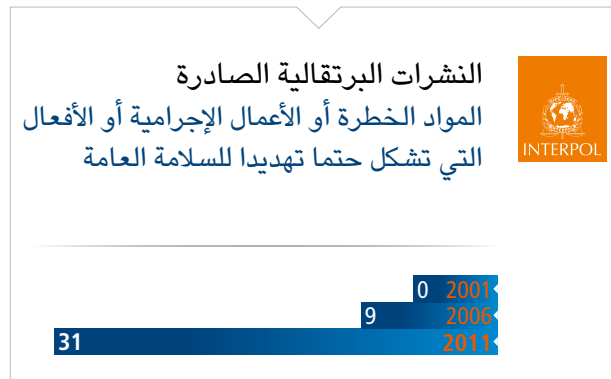 النشرات البرتقالية الصادرة
المواد الخطرة أو الأعمال الإجرامية أو الأفعال
التي تشكل حتما تهديدا للسلامة العامة
INTERPOL
2001 0
2006 9
2011 31